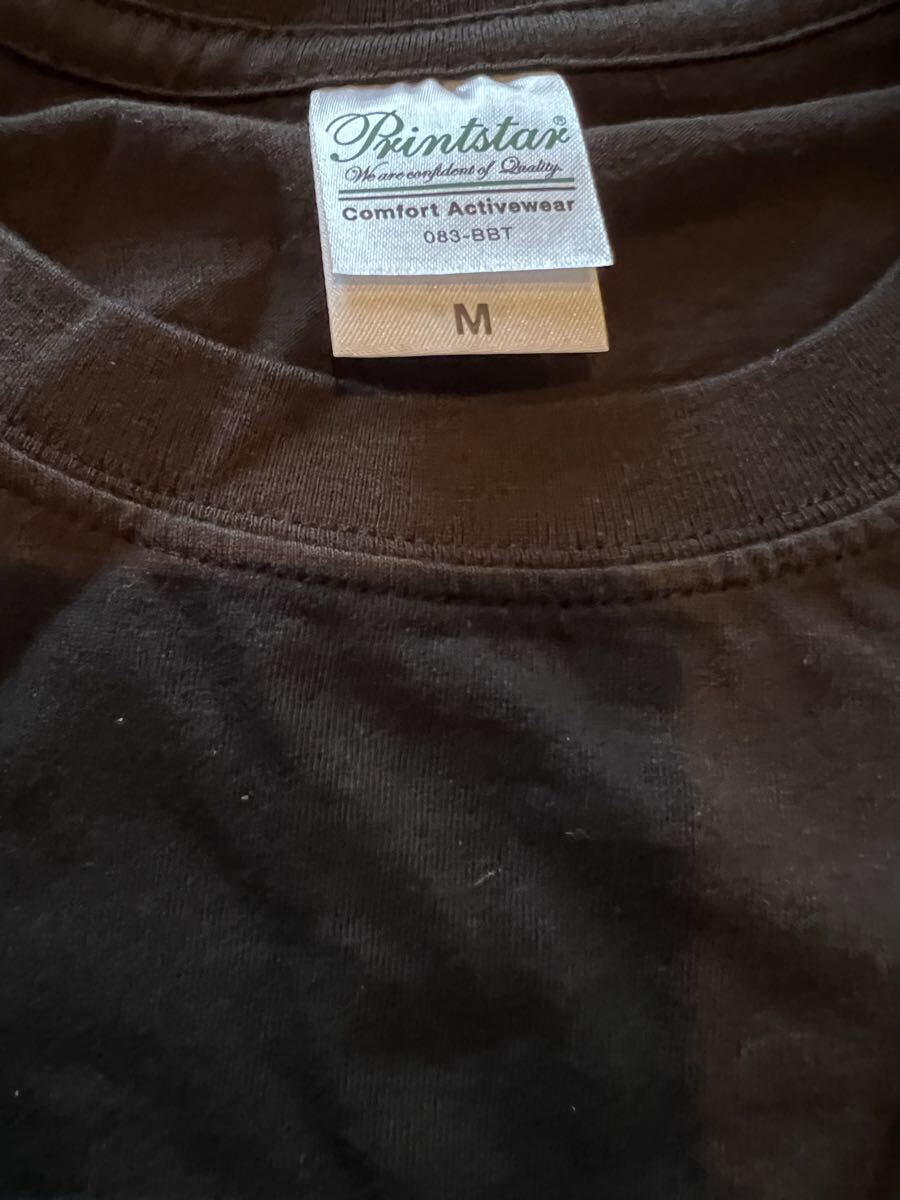 Printstar®
We are confident of Quality.
Comfort Activewear
083-BBT
M